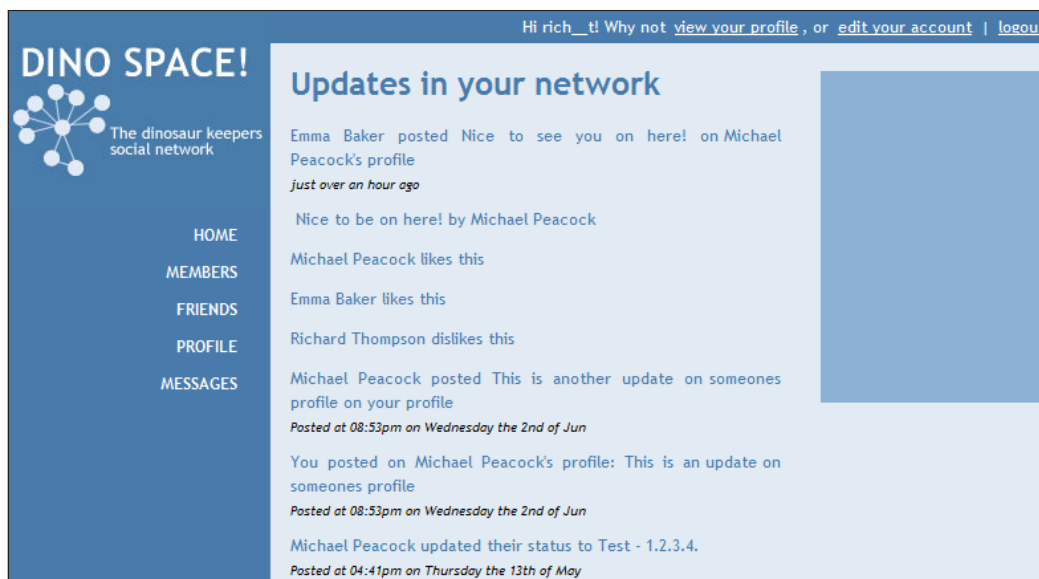 Hi rich__t! Why not view your profile , or edit your account | logou
DINO SPACE!
The dinosaur keepers
social network
HOME
MEMBERS
FRIENDS
PROFILE
MESSAGES
Updates in your network
Emma Baker posted Nice to see you on here! on Michael
Peacock's profile
just over an hour ago
Nice to be on here! by Michael Peacock
Michael Peacock likes this
Emma Baker likes this
Richard Thompson dislikes this
Michael Peacock posted This is another update on someones
profile on your profile
Posted at 08:53pm on Wednesday the 2nd of Jun
You posted on Michael Peacock's profile: This is an update on
someones profile
Posted at 08:53pm on Wednesday the 2nd of Jun
Michael Peacock updated their status to Test - 1.2.3.4.
Posted at 04:41pm on Thursday the 13th of May